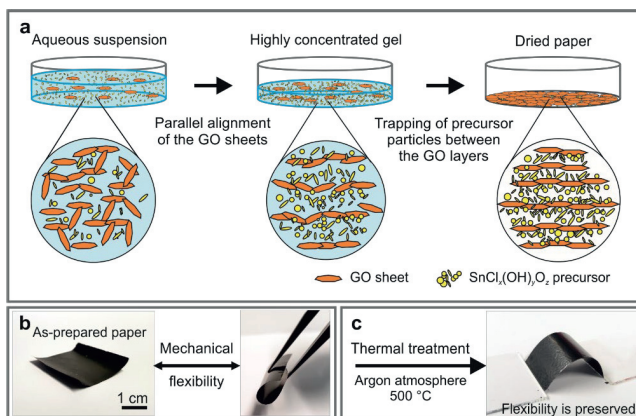 a
Aqueous suspension
Highly concentrated gel
Dried paper
Parallel alignment
of the GO sheets
Trapping of precursor
particles between
the GO layers
GO sheet
SnClₓ(OH)ᵧO_z precursor
b
As-prepared paper
1 cm
Mechanical
flexibility
c
Thermal treatment
Argon atmosphere
500 °C
Flexibility is preserved